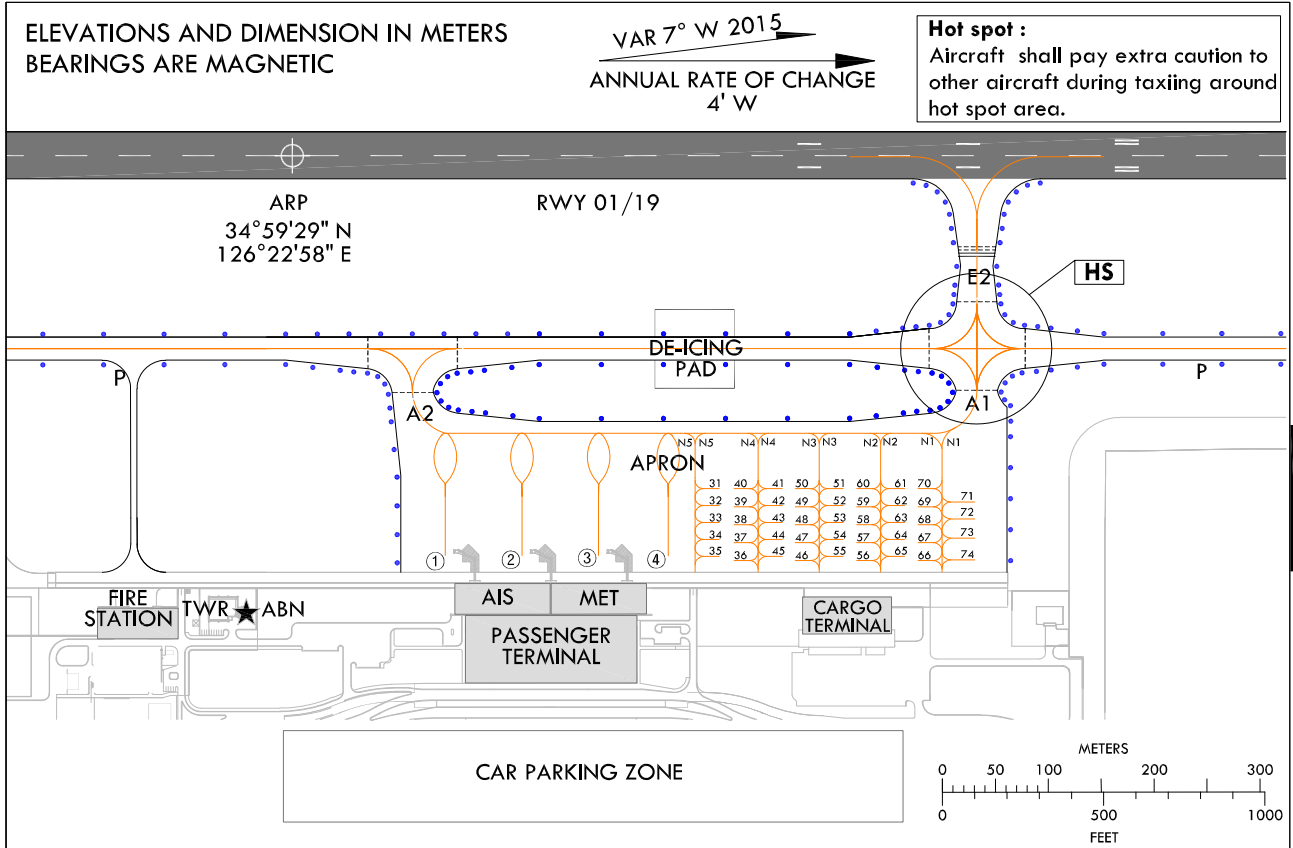 ELEVATIONS AND DIMENSION IN METERS
BEARINGS ARE MAGNETIC
VAR 7° W 2015
ANNUAL RATE OF CHANGE
4' W
Hot spot :
Aircraft shall pay extra caution to
other aircraft during taxiing around
hot spot area.
ARP
34°59'29" N
126°22'58" E
RWY 01/19
E2
HS
DE-ICING
PAD
P
P
A2
A1
N5 N5 N4 N4 N3 N3 N2 N2 N1 N1
APRON
31 40 41 50 51 60 61 70
32 39 42 49 52 59 62 69 71
33 38 43 48 53 58 63 68 72
34 37 44 47 54 57 64 67 73
35 36 45 46 55 56 65 66 74
1 2 3 4
FIRE
STATION
TWR ABN
AIS
MET
PASSENGER
TERMINAL
CARGO
TERMINAL
CAR PARKING ZONE
METERS
0 50 100 200 300
0 500 1000
FEET